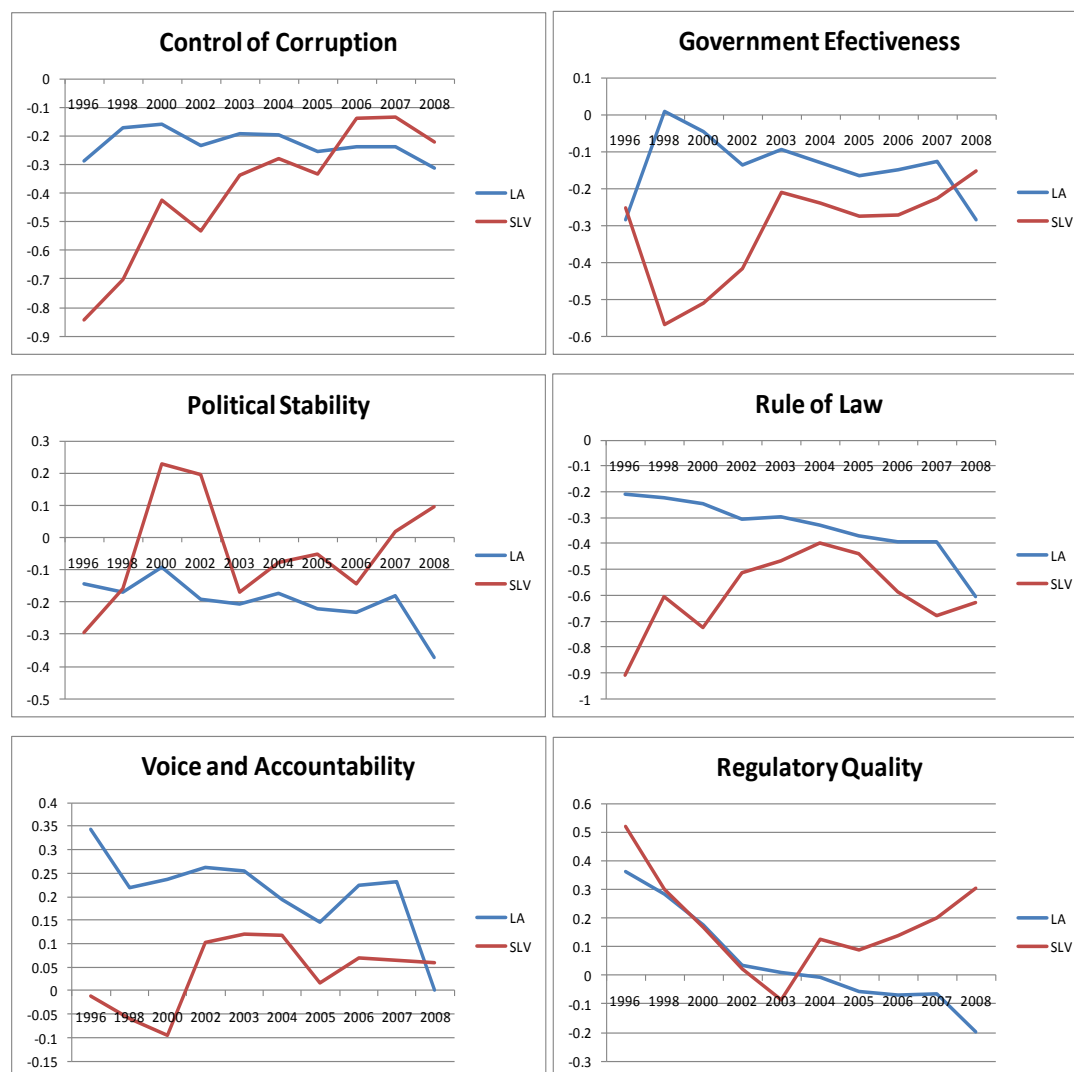 Control of Corruption
0
-0.1
-0.2
-0.3
-0.4
-0.5
-0.6
-0.7
-0.8
-0.9
1996 1998 2000 2002 2003 2004 2005 2006 2007 2008
LA
SLV
Government Efectiveness
0.1
0
-0.1
-0.2
-0.3
-0.4
-0.5
-0.6
1996 1998 2000 2002 2003 2004 2005 2006 2007 2008
LA
SLV
Political Stability
0.3
0.2
0.1
0
-0.1
-0.2
-0.3
-0.4
-0.5
1996 1998 2000 2002 2003 2004 2005 2006 2007 2008
LA
SLV
Rule of Law
0
-0.1
-0.2
-0.3
-0.4
-0.5
-0.6
-0.7
-0.8
-0.9
-1
1996 1998 2000 2002 2003 2004 2005 2006 2007 2008
LA
SLV
Voice and Accountability
0.4
0.35
0.3
0.25
0.2
0.15
0.1
0.05
0
-0.05
-0.1
-0.15
1996 1998 2000 2002 2003 2004 2005 2006 2007 2008
LA
SLV
Regulatory Quality
0.6
0.5
0.4
0.3
0.2
0.1
0
-0.1
-0.2
-0.3
1996 1998 2000 2002 2003 2004 2005 2006 2007 2008
LA
SLV